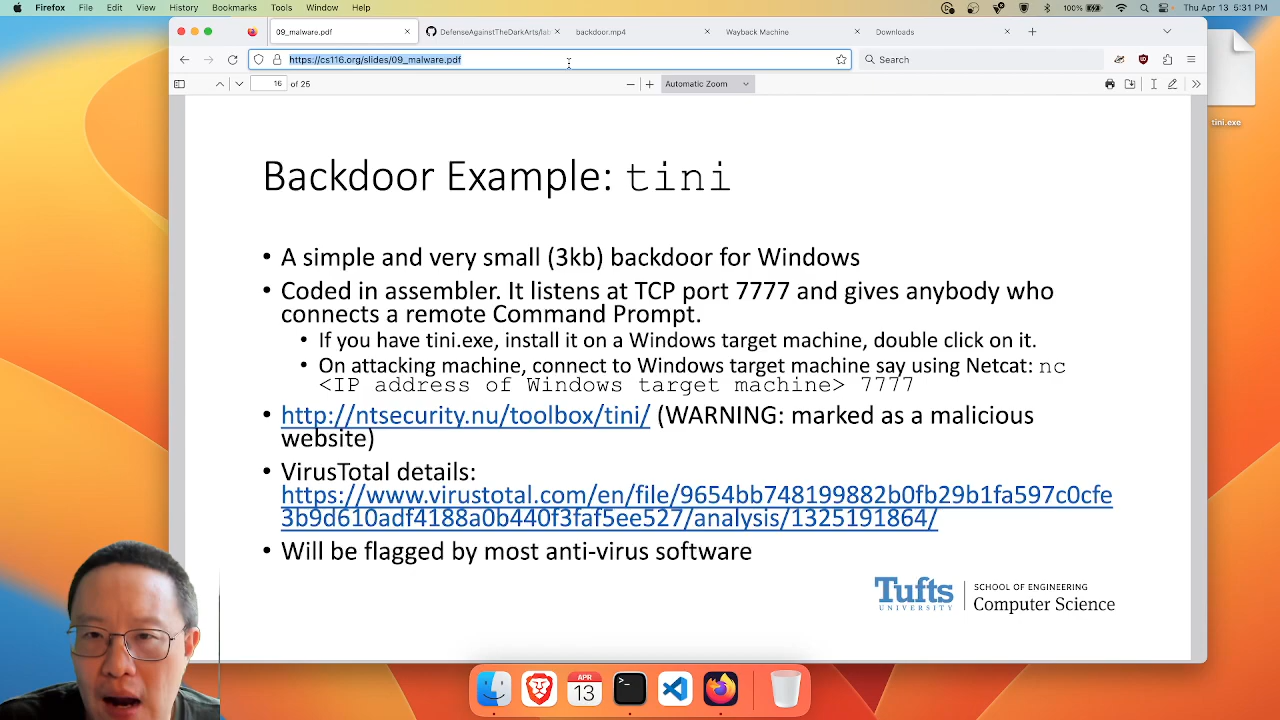 Firefox File Edit View History Bookmarks Tools Window Help 100% Thu Apr 13 5:31 PM
09_malware.pdf DefenseAgainstTheDarkArts/lab backdoor.mp4 Wayback Machine Downloads
https://cs116.org/slides/09_malware.pdf Search
16 of 25 Automatic Zoom
tini.exe
Backdoor Example: tini
• A simple and very small (3kb) backdoor for Windows
• Coded in assembler. It listens at TCP port 7777 and gives anybody who
connects a remote Command Prompt.
• If you have tini.exe, install it on a Windows target machine, double click on it.
• On attacking machine, connect to Windows target machine say using Netcat: nc
<IP address of Windows target machine> 7777
• http://ntsecurity.nu/toolbox/tini/ (WARNING: marked as a malicious
website)
• VirusTotal details:
https://www.virustotal.com/en/file/9654bb748199882b0fb29b1fa597c0cfe
3b9d610adf4188a0b440f3faf5ee527/analysis/1325191864/
• Will be flagged by most anti-virus software
Tufts SCHOOL OF ENGINEERING
UNIVERSITY Computer Science
APR
13